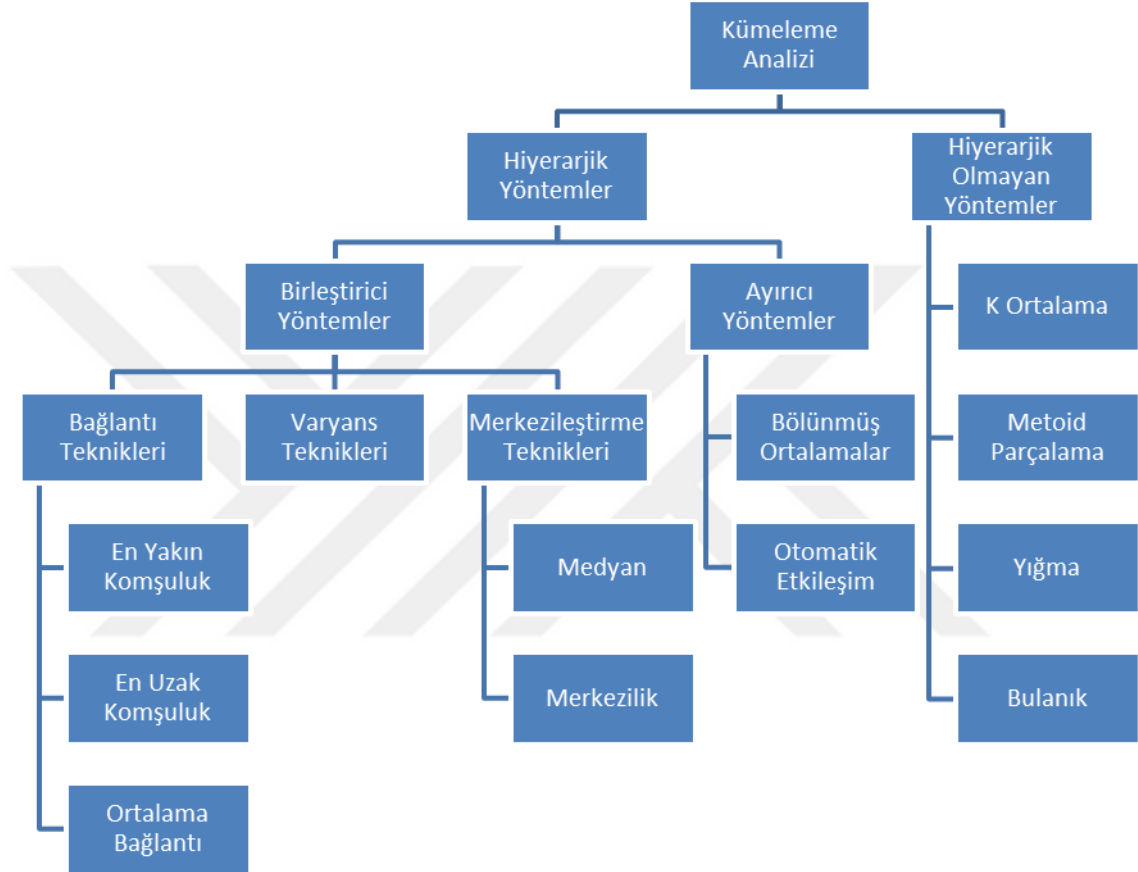 Kümeleme
Analizi
Hiyerarjik
Yöntemler
Hiyerarjik
Olmayan
Yöntemler
Birleştirici
Yöntemler
Ayırıcı
Yöntemler
K Ortalama
Bağlantı
Teknikleri
Varyans
Teknikleri
Merkezileştirme
Teknikleri
Bölünmüş
Ortalamalar
Metoid
Parçalama
En Yakın
Komşuluk
Medyan
Otomatik
Etkileşim
Yığma
En Uzak
Komşuluk
Merkezilik
Bulanık
Ortalama
Bağlantı